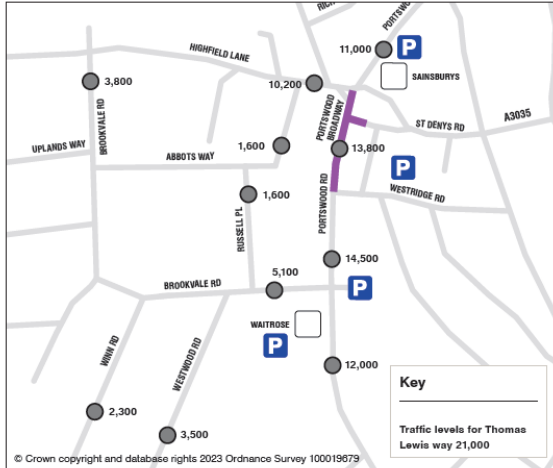 RICH
PORTSWO
HIGHFIELD LANE
11,000
P
SAINSBURYS
3,800
10,200
PORTSWOOD
BROADWAY
A3035
ST DENYS RD
BROOKVALE RD
UPLANDS WAY
1,600
13,800
ABBOTS WAY
P
1,600
WESTRIDGE RD
PORTSWOOD RD
RUSSELL PL
14,500
5,100
BROOKVALE RD
P
WAITROSE
P
WINN RD
WESTWOOD RD
12,000
Key
2,300
3,500
Traffic levels for Thomas
Lewis way 21,000
© Crown copyright and database rights 2023 Ordnance Survey 100019679